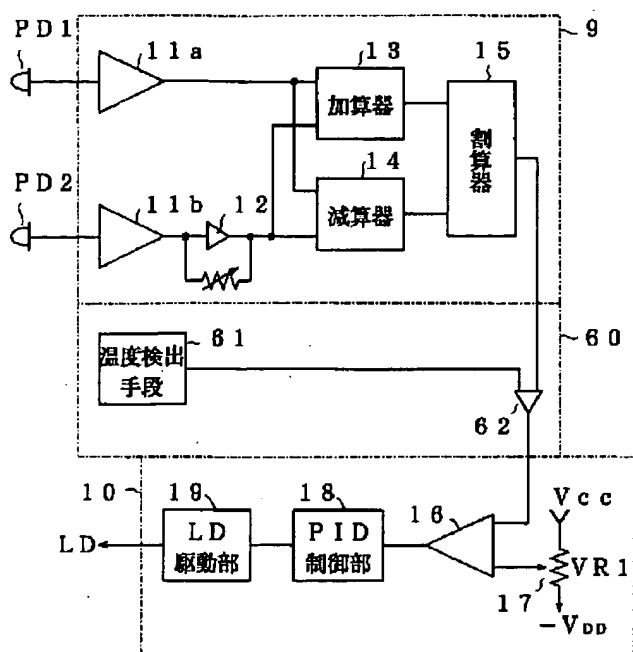 PD1
11a
13
15
9
加算器
割算器
PD2
11b
12
14
減算器
61
60
温度検出
手段
62
10
19
18
16
Vcc
LD
LD
駆動部
PID
制御部
17
VR1
-VDD